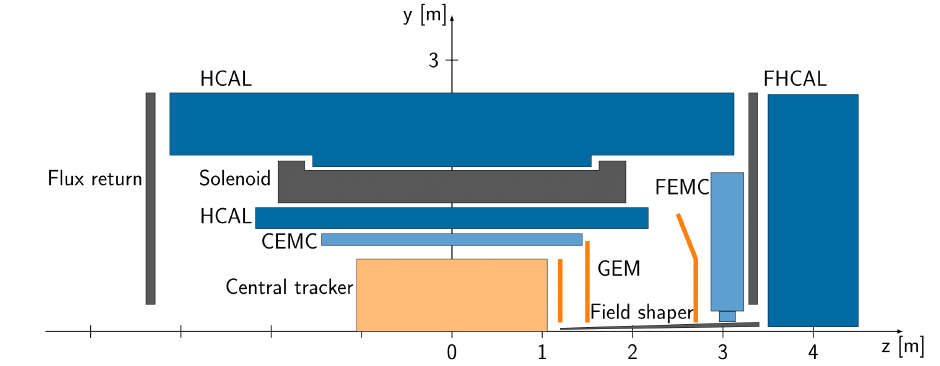 y [m]
3
HCAL
FHCAL
Flux return
Solenoid
FEMC
HCAL
CEMC
GEM
Central tracker
Field shaper
0
1
2
3
4
z [m]